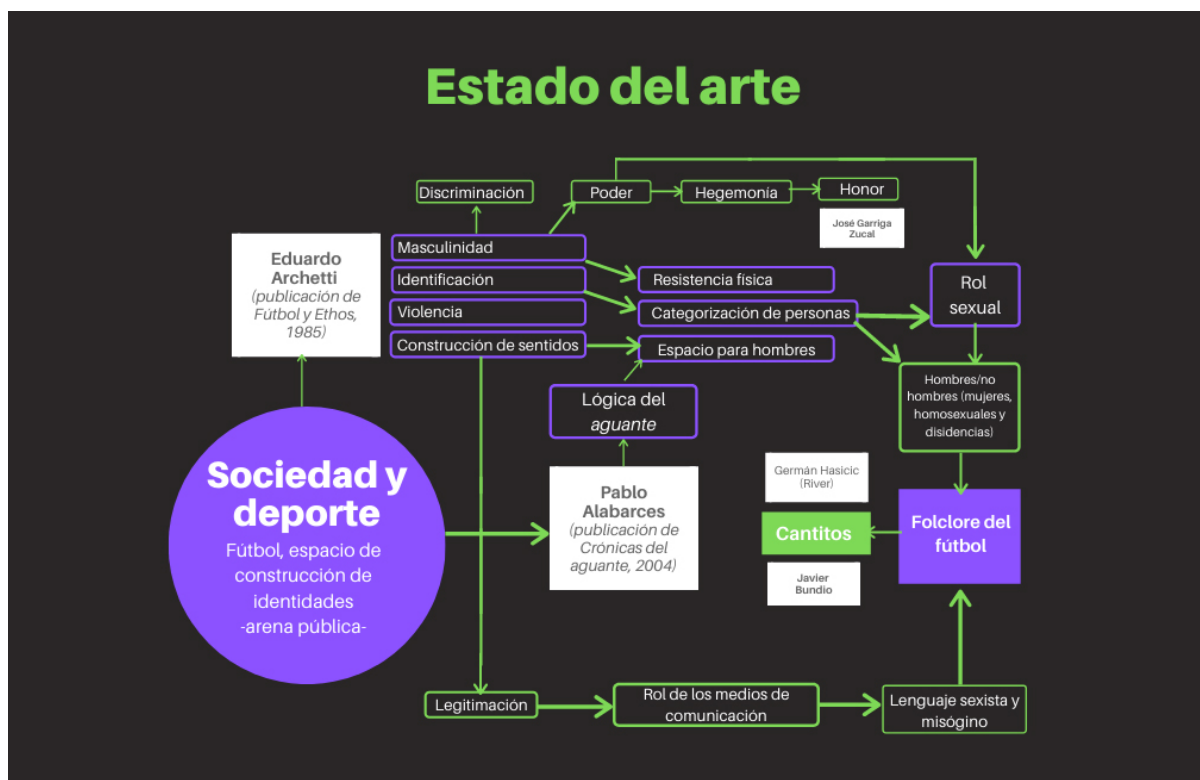 Estado del arte
Discriminación
Poder
Hegemonía
Honor
José Garriga
Zucal
Eduardo
Archetti
(publicación de
Fútbol y Ethos,
1985)
Masculinidad
Identificación
Violencia
Construcción de sentidos
Resistencia física
Categorización de personas
Espacio para hombres
Rol
sexual
Hombres/no
hombres (mujeres,
homosexuales y
disidencias)
Lógica del
aguante
Sociedad y
deporte
Fútbol, espacio de
construcción de
identidades
-arena pública-
Pablo
Alabarces
(publicación de
Crónicas del
aguante, 2004)
Germán Hasicic
(River)
Cantitos
Javier
Bundio
Folclore del
fútbol
Legitimación
Rol de los medios de
comunicación
Lenguaje sexista y
misógino